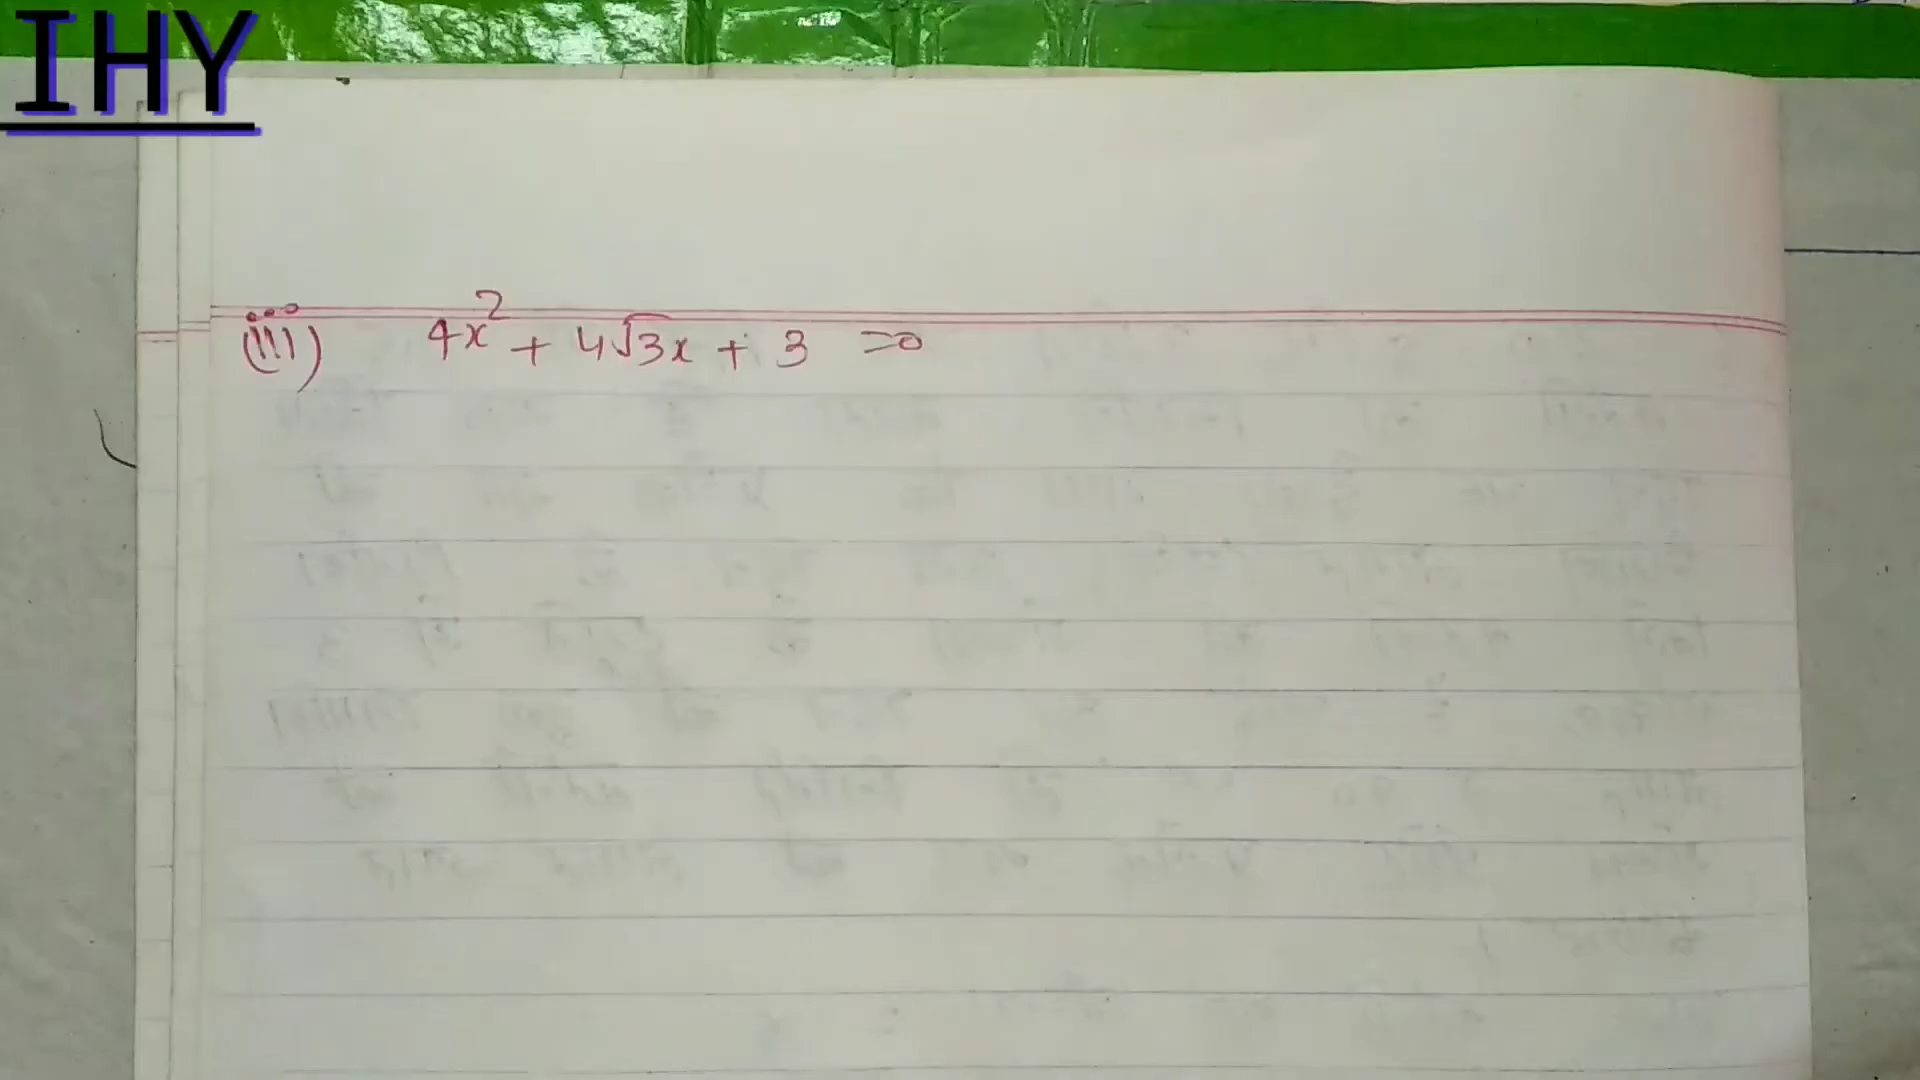 IHY
(iii) 4x² + 4√3x + 3 = 0